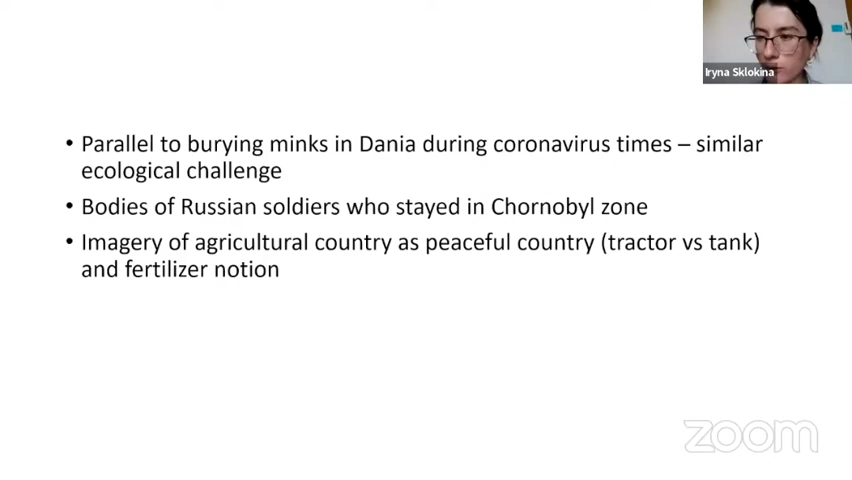 Iryna Sklokina
• Parallel to burying minks in Dania during coronavirus times – similar
ecological challenge
• Bodies of Russian soldiers who stayed in Chornobyl zone
• Imagery of agricultural country as peaceful country (tractor vs tank)
and fertilizer notion
zoom